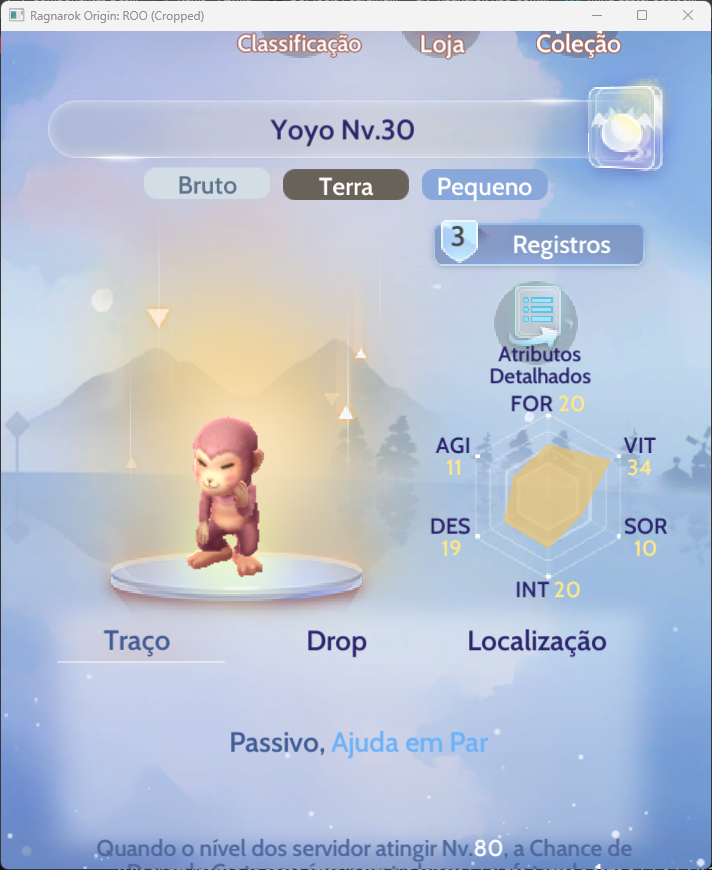 Ragnarok Origin: ROO (Cropped)
Classificação
Loja
Coleção
Yoyo Nv.30
Bruto
Terra
Pequeno
3
Registros
Atributos
Detalhados
FOR 20
AGI
11
VIT
34
DES
19
SOR
10
INT 20
Traço
Drop
Localização
Passivo, Ajuda em Par
Quando o nível dos servidor atingir Nv.80, a Chance de